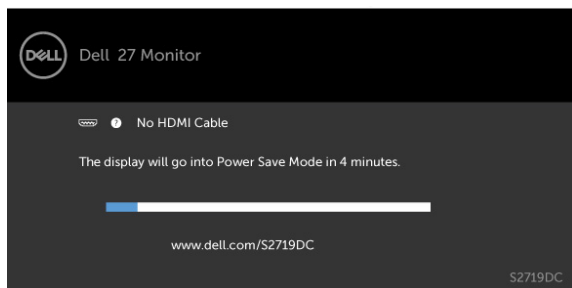 DELL
Dell 27 Monitor
? No HDMI Cable
The display will go into Power Save Mode in 4 minutes.
www.dell.com/S2719DC
S2719DC